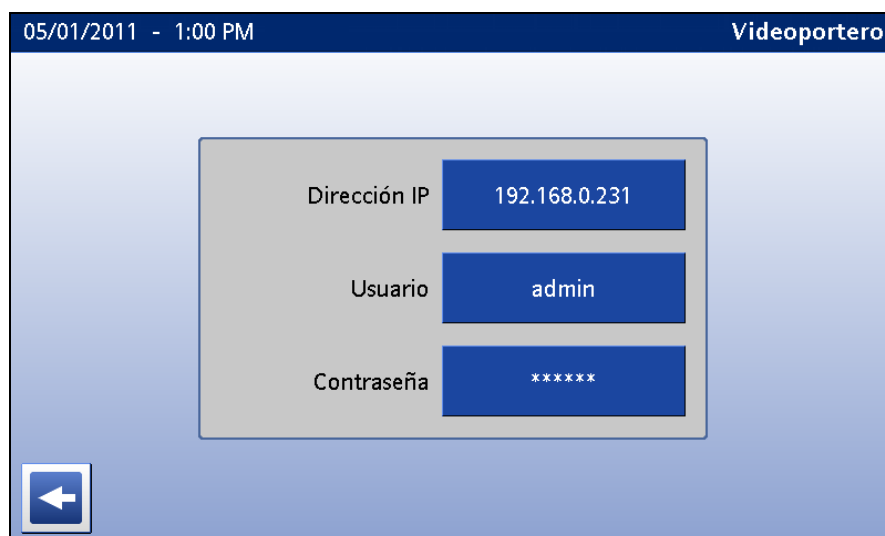 05/01/2011 - 1:00 PM Videoportero
Dirección IP 192.168.0.231
Usuario admin
Contraseña ******